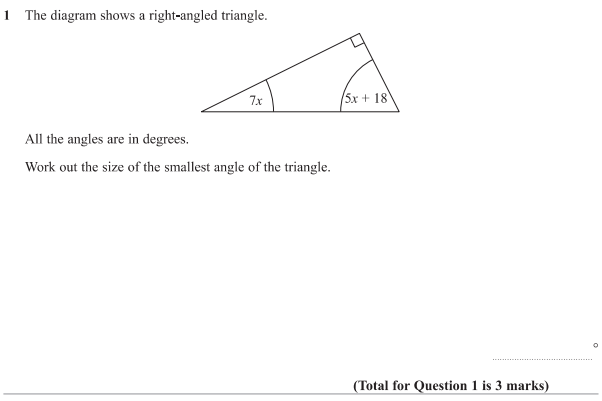 1 The diagram shows a right-angled triangle.
7x
5x + 18
All the angles are in degrees.
Work out the size of the smallest angle of the triangle.
°
(Total for Question 1 is 3 marks)